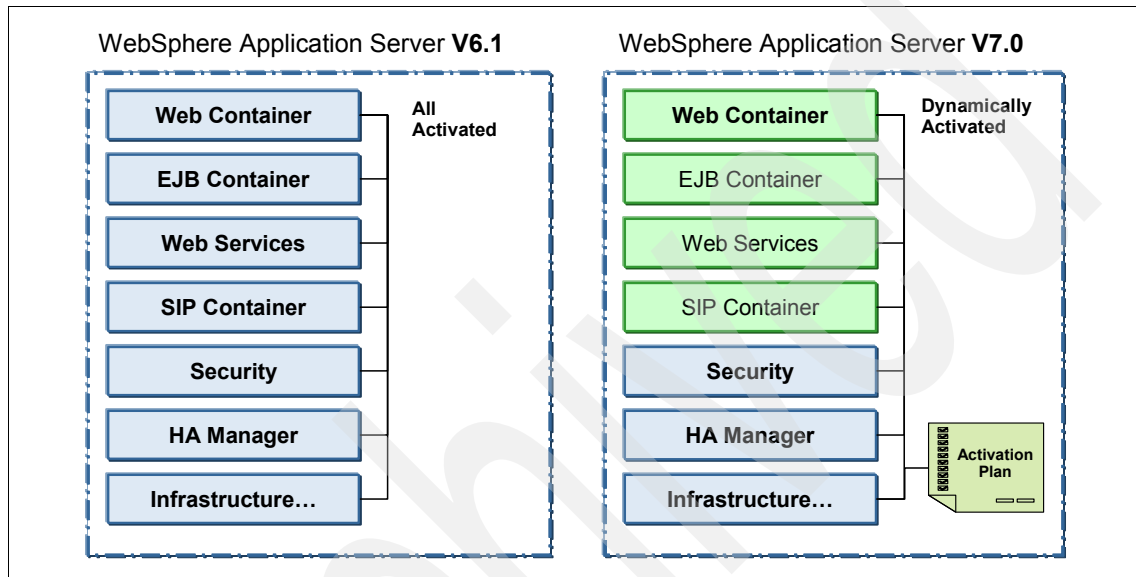 WebSphere Application Server V6.1
Web Container
EJB Container
Web Services
SIP Container
Security
HA Manager
Infrastructure…
All
Activated
WebSphere Application Server V7.0
Web Container
EJB Container
Web Services
SIP Container
Security
HA Manager
Infrastructure…
Dynamically
Activated
Activation
Plan